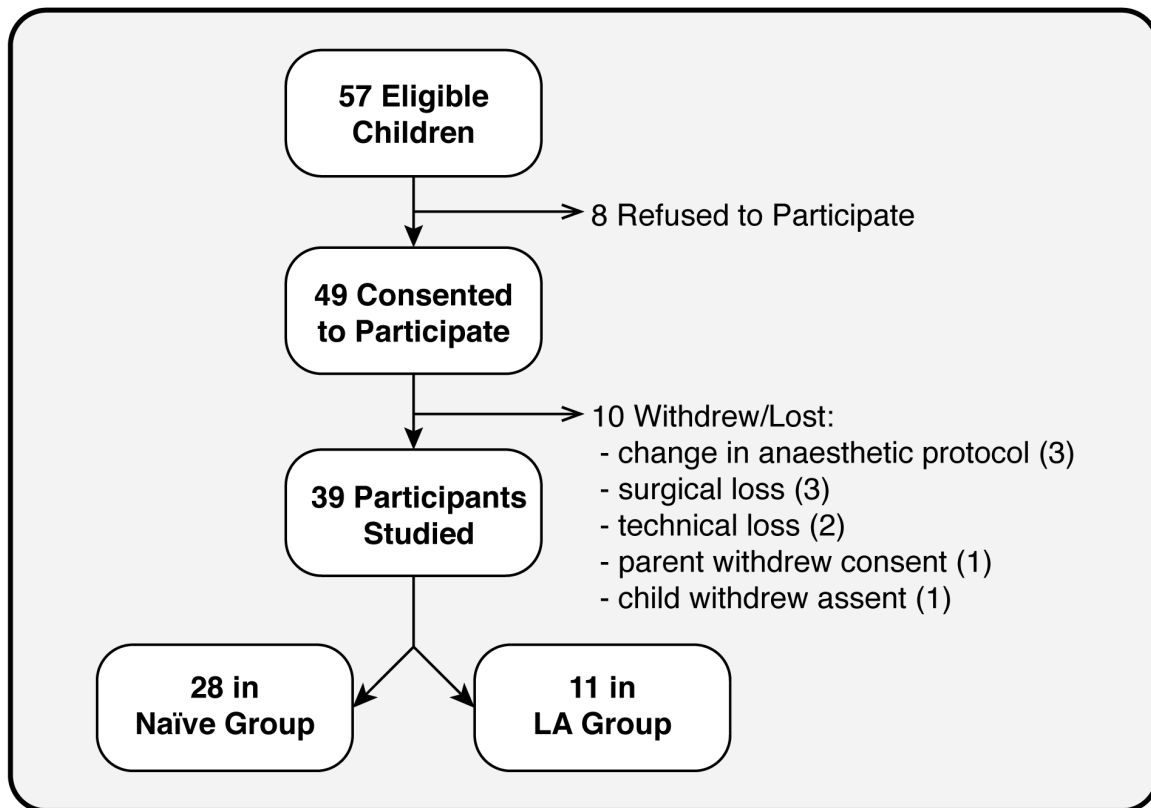 57 Eligible
Children
8 Refused to Participate
49 Consented
to Participate
10 Withdrew/Lost:
- change in anaesthetic protocol (3)
- surgical loss (3)
- technical loss (2)
- parent withdrew consent (1)
- child withdrew assent (1)
39 Participants
Studied
28 in
Naïve Group
11 in
LA Group